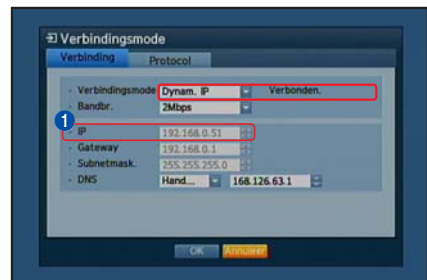 Verbindingsmode
Verbinding Protocol
· Verbindingsmode Dynam. IP Verbonden.
· Bandbr. 2Mbps
1
· IP 192.168.0.51
· Gateway 192.168.0.1
· Subnetmask. 255.255.255.0
· DNS Hand... 168.126.63.1
OK Annuleer